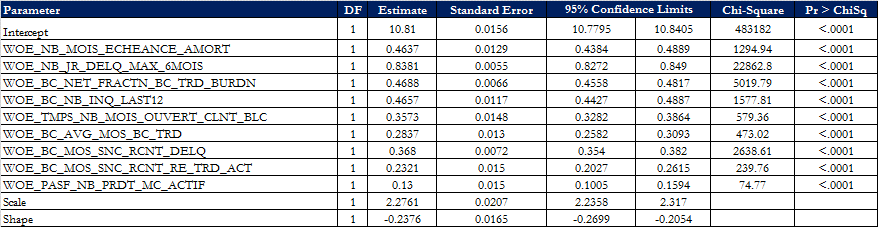 Parameter DF Estimate Standard Error 95% Confidence Limits Chi-Square Pr > ChiSq
Intercept 1 10.81 0.0156 10.7795 10.8405 483182 <.0001
WOE_NB_MOIS_ECHEANCE_AMORT 1 0.4637 0.0129 0.4384 0.4889 1294.94 <.0001
WOE_NB_JR_DELQ_MAX_6MOIS 1 0.8381 0.0055 0.8272 0.849 22862.8 <.0001
WOE_BC_NET_FRACTN_BC_TRD_BURDN 1 0.4688 0.0066 0.4558 0.4817 5019.79 <.0001
WOE_BC_NB_INQ_LAST12 1 0.4657 0.0117 0.4427 0.4887 1577.81 <.0001
WOE_TMPS_NB_MOIS_OUVERT_CLNT_BLC 1 0.3573 0.0148 0.3282 0.3864 579.36 <.0001
WOE_BC_AVG_MOS_BC_TRD 1 0.2837 0.013 0.2582 0.3093 473.02 <.0001
WOE_BC_MOS_SNC_RCNT_DELQ 1 0.368 0.0072 0.354 0.382 2638.61 <.0001
WOE_BC_MOS_SNC_RCNT_RE_TRD_ACT 1 0.2321 0.015 0.2027 0.2615 239.76 <.0001
WOE_PASF_NB_PRDT_MC_ACTIF 1 0.13 0.015 0.1005 0.1594 74.77 <.0001
Scale 1 2.2761 0.0207 2.2358 2.317
Shape 1 -0.2376 0.0165 -0.2699 -0.2054